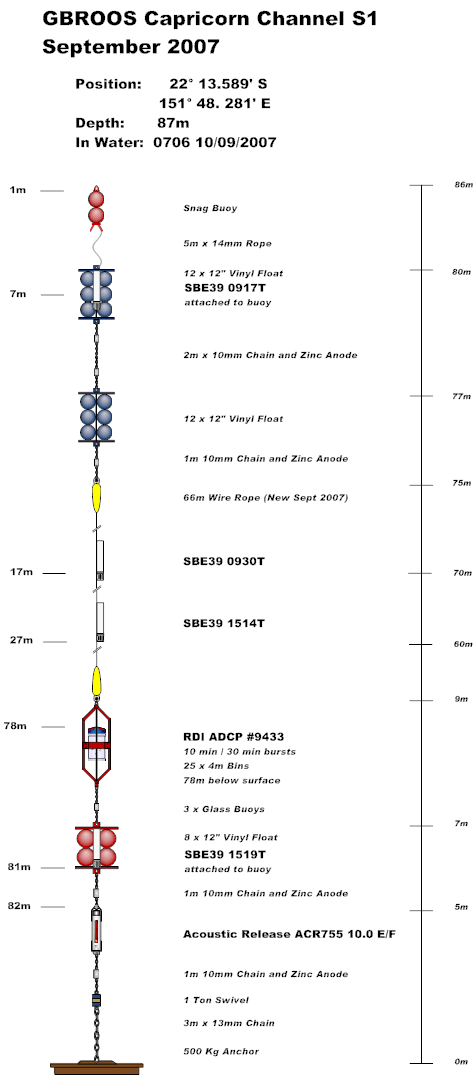 GBROOS Capricorn Channel S1
September 2007
Position: 22° 13.589' S
151° 48. 281' E
Depth: 87m
In Water: 0706 10/09/2007
1m
86m
Snag Buoy
5m x 14mm Rope
12 x 12" Vinyl Float
80m
7m
SBE39 0917T
attached to buoy
2m x 10mm Chain and Zinc Anode
77m
12 x 12" Vinyl Float
1m 10mm Chain and Zinc Anode
75m
66m Wire Rope (New Sept 2007)
SBE39 0930T
17m
70m
SBE39 1514T
27m
60m
9m
78m
RDI ADCP #9433
10 min / 30 min bursts
25 x 4m Bins
78m below surface
3 x Glass Buoys
7m
8 x 12" Vinyl Float
SBE39 1519T
81m
attached to buoy
1m 10mm Chain and Zinc Anode
82m
5m
Acoustic Release ACR755 10.0 E/F
1m 10mm Chain and Zinc Anode
1 Ton Swivel
3m x 13mm Chain
500 Kg Anchor
0m